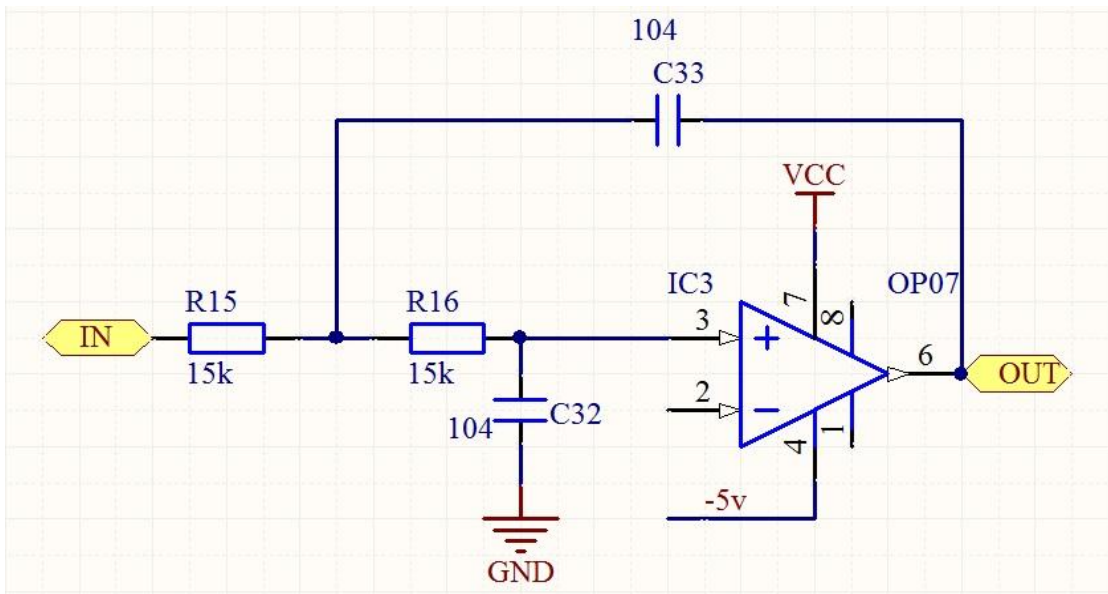 104
C33
VCC
IC3
OP07
R15
R16
7
8
3
IN
6
OUT
15k
15k
2
104
C32
4
1
-5v
GND